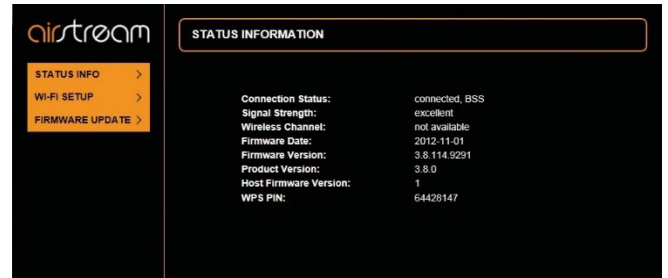 airstream
STATUS INFO >
WI-FI SETUP >
FIRMWARE UPDATE >
STATUS INFORMATION
Connection Status: connected, BSS
Signal Strength: excellent
Wireless Channel: not available
Firmware Date: 2012-11-01
Firmware Version: 3.8.114.9291
Product Version: 3.8.0
Host Firmware Version: 1
WPS PIN: 64428147